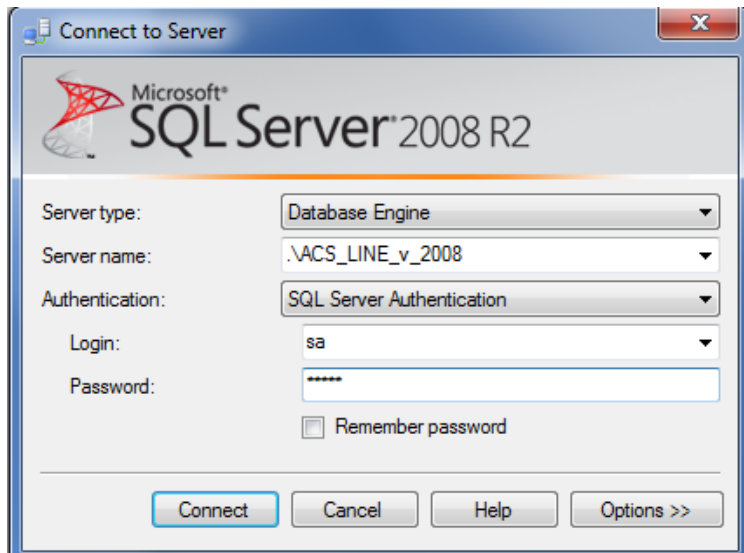 Connect to Server
Microsoft®
SQL Server® 2008 R2
Server type: Database Engine
Server name: .\ACS_LINE_v_2008
Authentication: SQL Server Authentication
Login: sa
Password: *****
Remember password
Connect Cancel Help Options >>